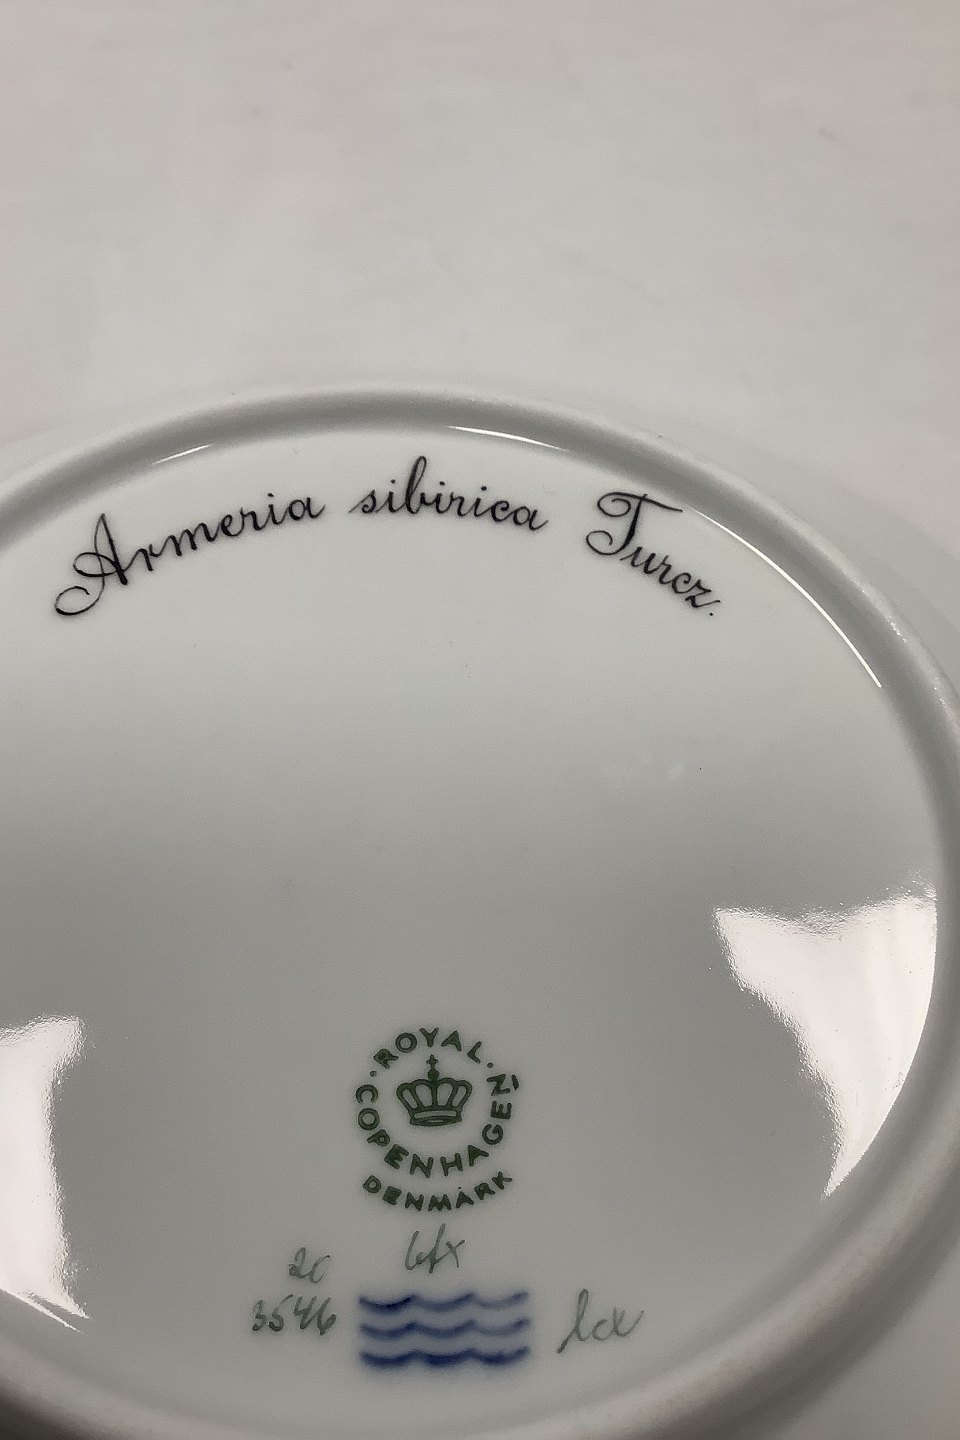 Armeria sibirica Turcz.
ROYAL
COPENHAGEN
DENMARK
20
3546